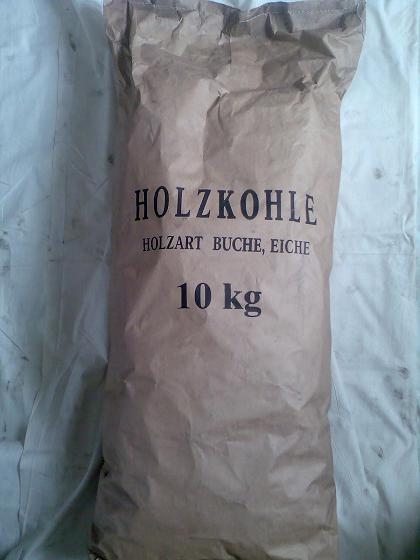 HOLZKOHLE
HOLZART BUCHE, EICHE
10 kg